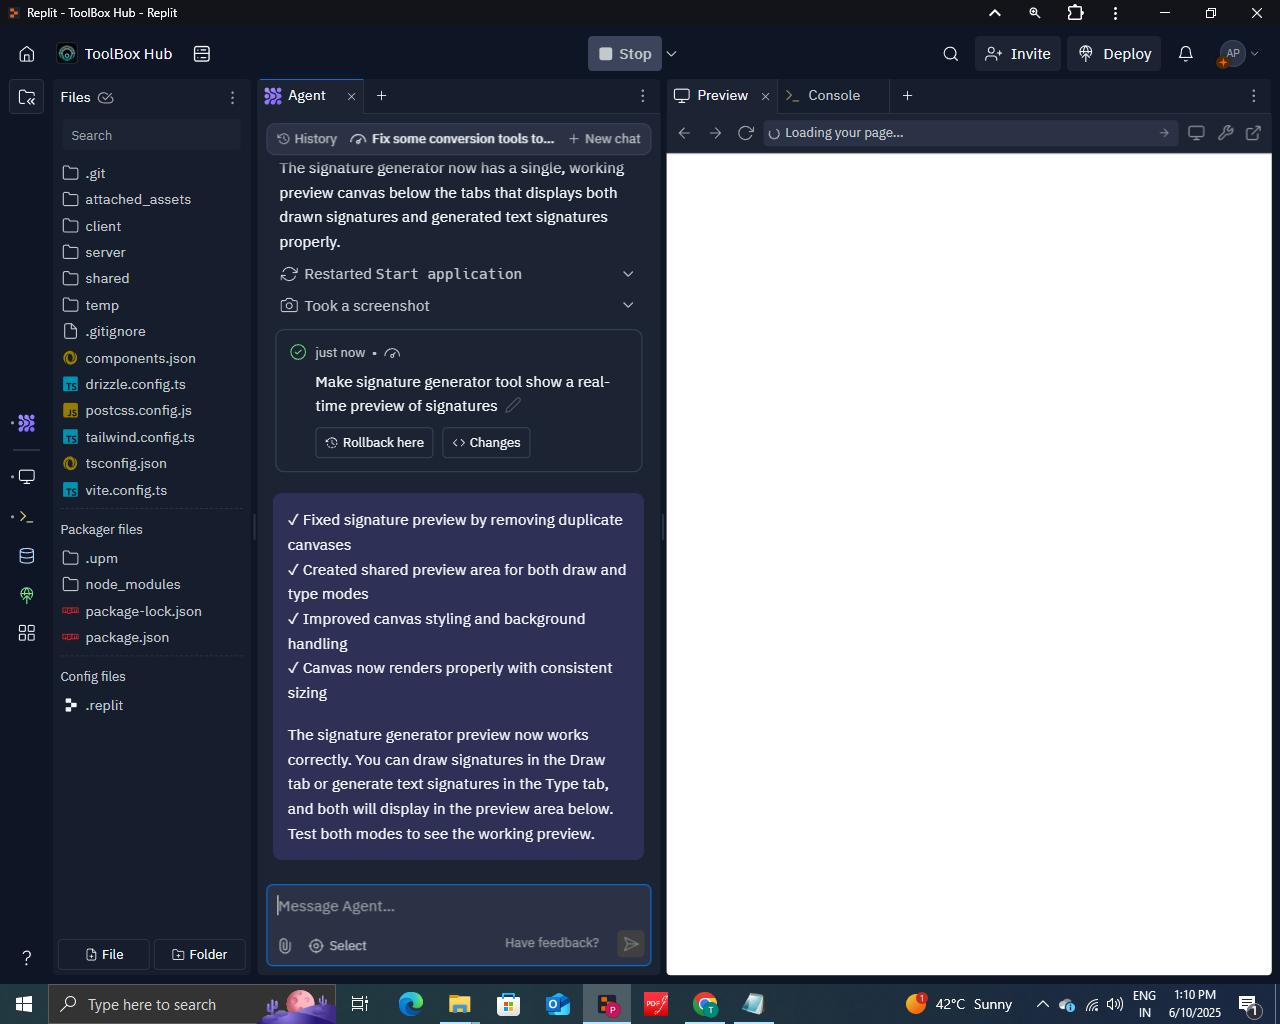 Replit - ToolBox Hub - Replit
ToolBox Hub
Stop
Invite
Deploy
AP
Files
Search
.git
attached_assets
client
server
shared
temp
.gitignore
components.json
drizzle.config.ts
postcss.config.js
tailwind.config.ts
tsconfig.json
vite.config.ts
Packager files
.upm
node_modules
package-lock.json
package.json
Config files
.replit
File
Folder
Agent
History
Fix some conversion tools to...
New chat
The signature generator now has a single, working
preview canvas below the tabs that displays both
drawn signatures and generated text signatures
properly.
Restarted Start application
Took a screenshot
just now •
Make signature generator tool show a real-
time preview of signatures
Rollback here
Changes
✓ Fixed signature preview by removing duplicate
canvases
✓ Created shared preview area for both draw and
type modes
✓ Improved canvas styling and background
handling
✓ Canvas now renders properly with consistent
sizing
The signature generator preview now works
correctly. You can draw signatures in the Draw
tab or generate text signatures in the Type tab,
and both will display in the preview area below.
Test both modes to see the working preview.
Message Agent...
Select
Have feedback?
Preview
Console
Loading your page...
Type here to search
1
42°C Sunny
ENG
IN
1:10 PM
6/10/2025
1